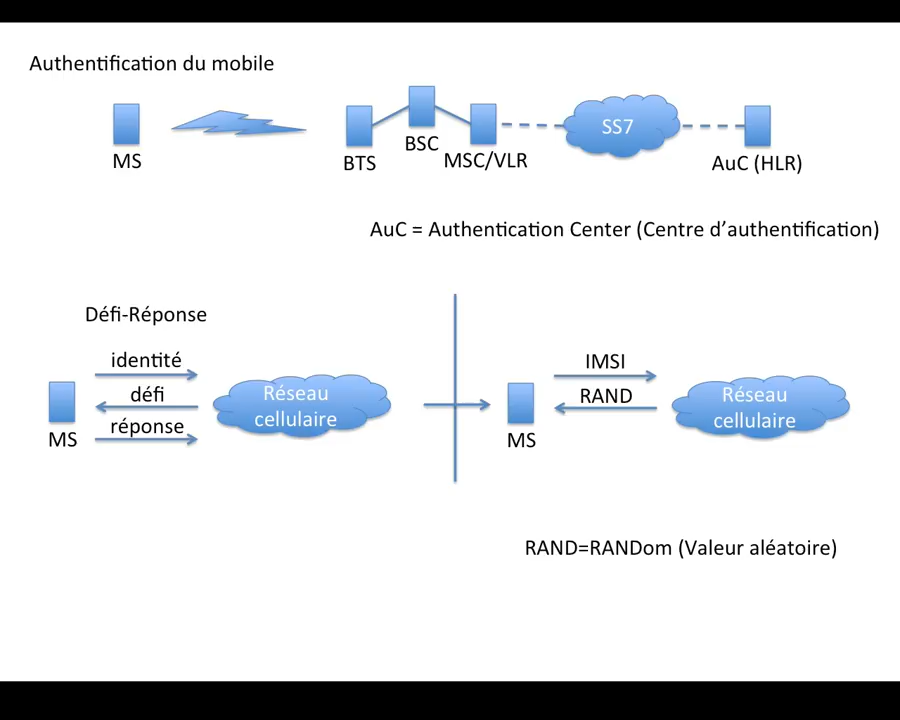 Authentification du mobile
MS
BTS
BSC
MSC/VLR
SS7
AuC (HLR)
AuC = Authentication Center (Centre d’authentification)
Défi-Réponse
identité
défi
réponse
MS
Réseau
cellulaire
IMSI
RAND
MS
Réseau
cellulaire
RAND=RANDom (Valeur aléatoire)